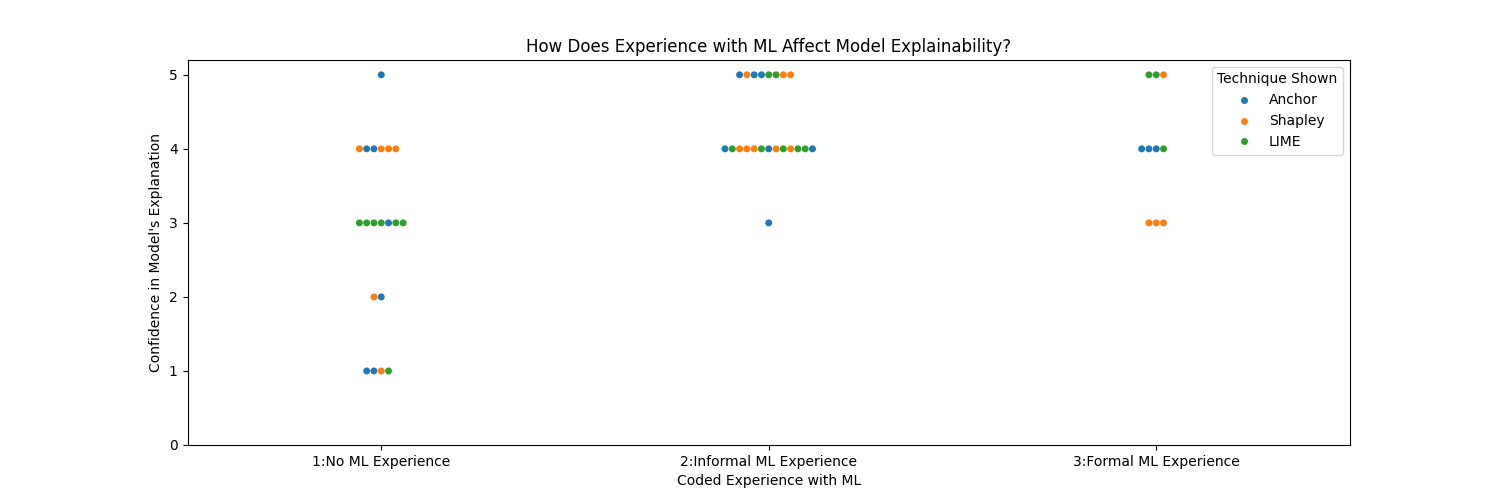 How Does Experience with ML Affect Model Explainability?
Confidence in Model's Explanation
5
4
3
2
1
0
Technique Shown
Anchor
Shapley
LIME
1:No ML Experience
2:Informal ML Experience
3:Formal ML Experience
Coded Experience with ML